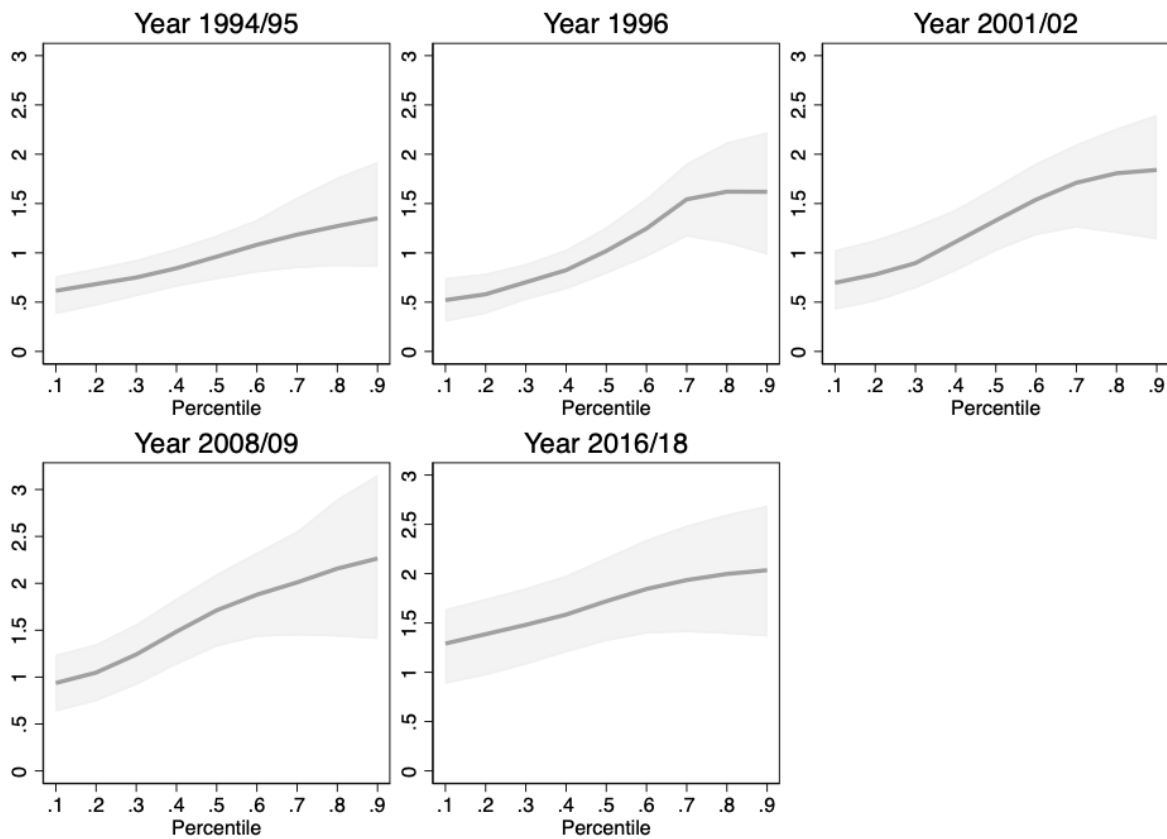 Year 1994/95
3
2.5
2
1.5
1
.5
0
.1 .2 .3 .4 .5 .6 .7 .8 .9
Percentile
Year 1996
3
2.5
2
1.5
1
.5
0
.1 .2 .3 .4 .5 .6 .7 .8 .9
Percentile
Year 2001/02
3
2.5
2
1.5
1
.5
0
.1 .2 .3 .4 .5 .6 .7 .8 .9
Percentile
Year 2008/09
3
2.5
2
1.5
1
.5
0
.1 .2 .3 .4 .5 .6 .7 .8 .9
Percentile
Year 2016/18
3
2.5
2
1.5
1
.5
0
.1 .2 .3 .4 .5 .6 .7 .8 .9
Percentile